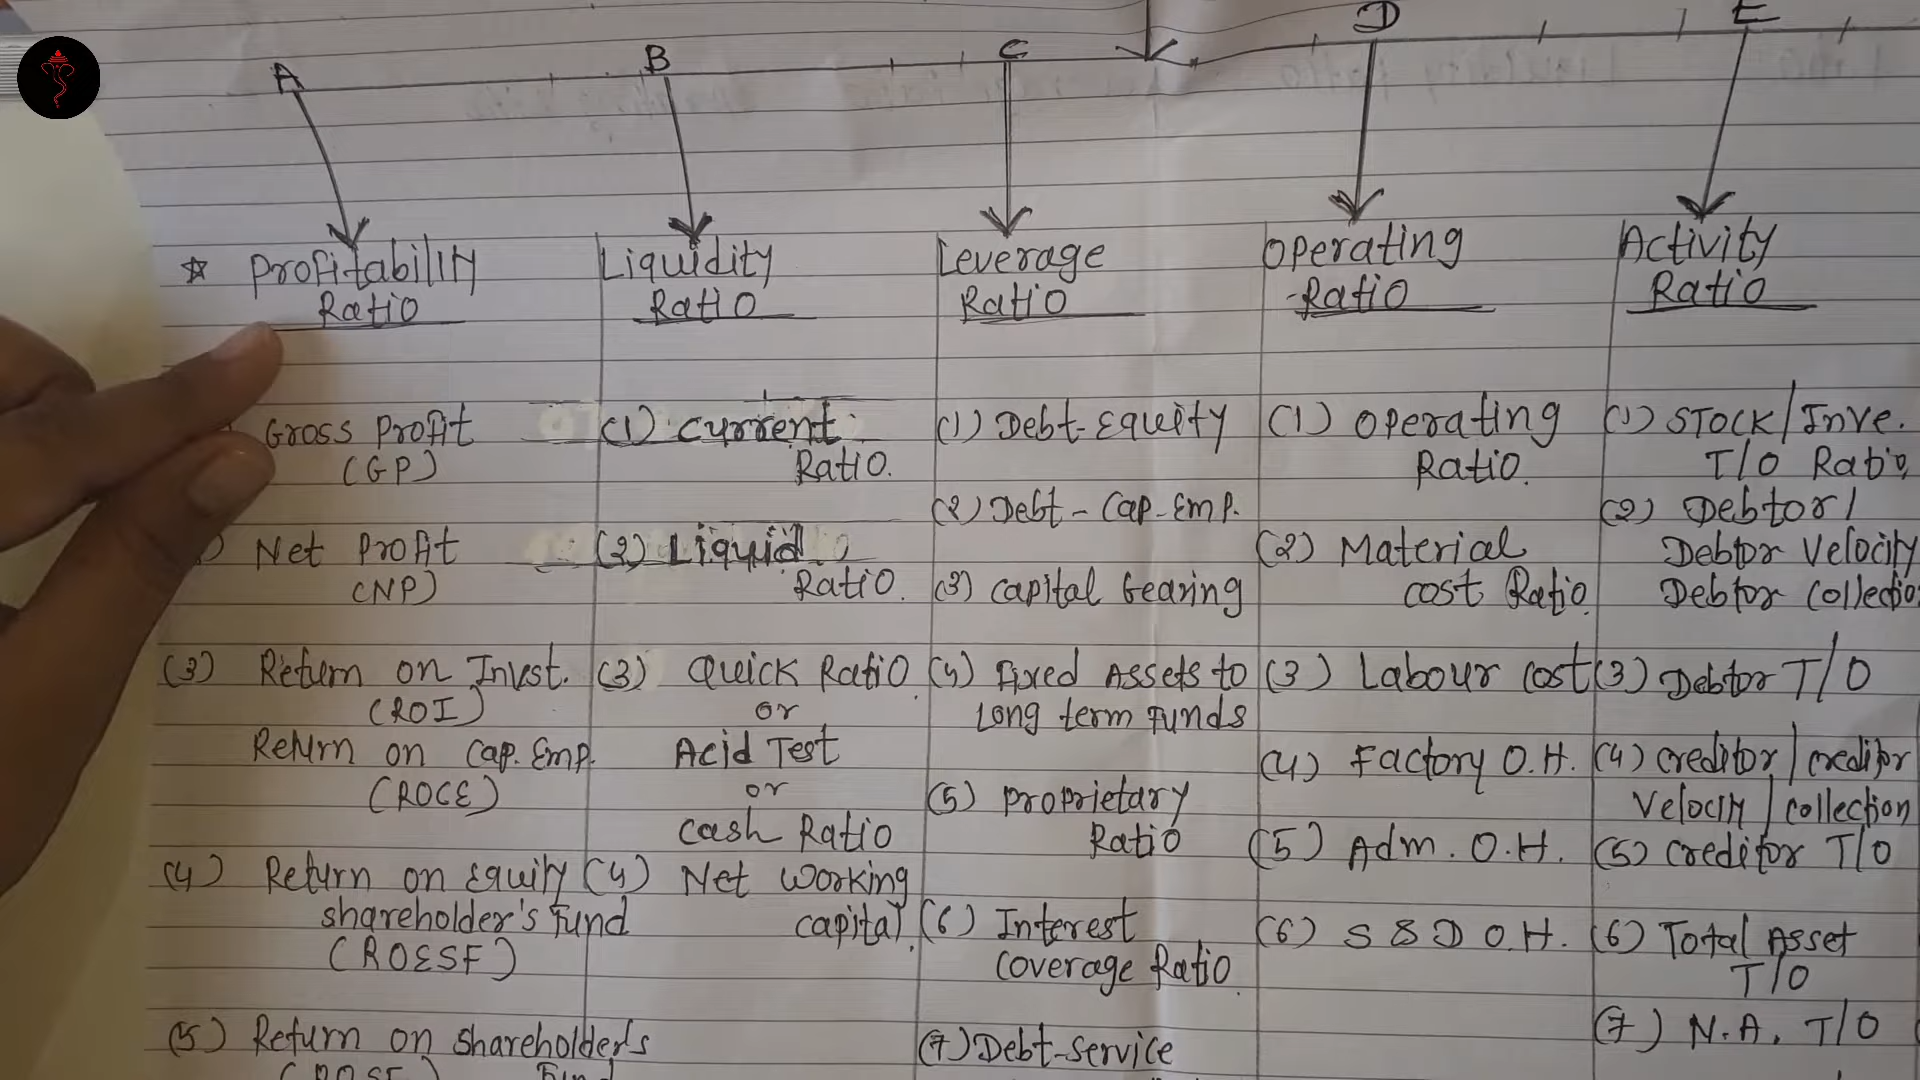 A
B
C
D
E
☆ Profitability
Ratio
Gross Profit
(GP)
Net Profit
(NP)
(3) Return on Invst.
(ROI)
Return on Cap. Emp.
(ROCE)
(4) Return on Equity
shareholder's Fund
(ROESF)
(5) Return on shareholder's
Liquidity
Ratio
(1) Current
Ratio.
(2) Liquid
Ratio.
(3) Quick Ratio
or
Acid Test
or
Cash Ratio
(4) Net Working
capital.
Leverage
Ratio
(1) Debt-Equity
(2) Debt - Cap-Emp.
(3) Capital Gearing
(4) Fixed Assets to
Long term Funds
(5) Proprietary
Ratio
(6) Interest
Coverage Ratio.
(7) Debt-service
Operating
Ratio
(1) Operating
Ratio.
(2) Material
cost Ratio.
(3) Labour Cost
(4) Factory O.H.
(5) Adm. O.H.
(6) S & D O.H.
Activity
Ratio
(1) STOCK/Inve.
T/O Ratio,
(2) Debtor/
Debtor Velocity
Debtor Collectio
(3) Debtor T/O
(4) Creditor/Creditor
Velocity/collection
(5) Creditor T/O
(6) Total Asset
T/O
(7) N.A. T/O